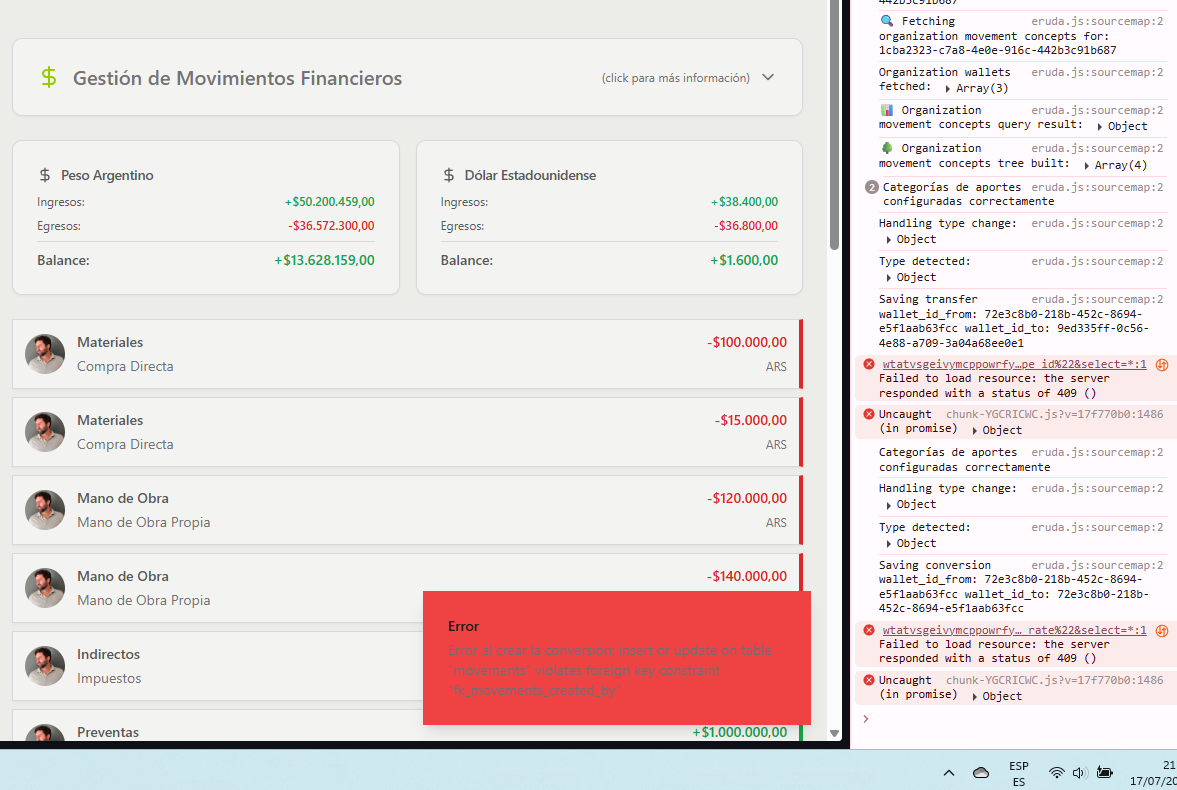 Gestión de Movimientos Financieros
(click para más información)
Peso Argentino
Ingresos: +$50.200.459,00
Egresos: -$36.572.300,00
Balance: +$13.628.159,00
Dólar Estadounidense
Ingresos: +$38.400,00
Egresos: -$36.800,00
Balance: +$1.600,00
Materiales -$100.000,00
Compra Directa ARS
Materiales -$15.000,00
Compra Directa ARS
Mano de Obra -$120.000,00
Mano de Obra Propia ARS
Mano de Obra -$140.000,00
Mano de Obra Propia
Indirectos
Impuestos
Preventas +$1.000.000,00
Error
Error al crear la conversión: insert or update on table
"movements" violates foreign key constraint
"fk_movements_created_by"
442b3c91b687
Fetching eruda.js:sourcemap:2
organization movement concepts for:
1cba2323-c7a8-4e0e-916c-442b3c91b687
Organization wallets eruda.js:sourcemap:2
fetched: Array(3)
Organization eruda.js:sourcemap:2
movement concepts query result: Object
Organization eruda.js:sourcemap:2
movement concepts tree built: Array(4)
2 Categorías de aportes eruda.js:sourcemap:2
configuradas correctamente
Handling type change: eruda.js:sourcemap:2
Object
Type detected: eruda.js:sourcemap:2
Object
Saving transfer eruda.js:sourcemap:2
wallet_id_from: 72e3c8b0-218b-452c-8694-
e5f1aab63fcc wallet_id_to: 9ed335ff-0c56-
4e88-a709-3a04a68ee0e1
wtatvsgeivymcppowrfy…pe_id%22&select=*:1
Failed to load resource: the server
responded with a status of 409 ()
Uncaught chunk-YGCRICWC.js?v=17f770b0:1486
(in promise) Object
Categorías de aportes eruda.js:sourcemap:2
configuradas correctamente
Handling type change: eruda.js:sourcemap:2
Object
Type detected: eruda.js:sourcemap:2
Object
Saving conversion eruda.js:sourcemap:2
wallet_id_from: 72e3c8b0-218b-452c-8694-
e5f1aab63fcc wallet_id_to: 72e3c8b0-218b-
452c-8694-e5f1aab63fcc
wtatvsgeivymcppowrfy…_rate%22&select=*:1
Failed to load resource: the server
responded with a status of 409 ()
Uncaught chunk-YGCRICWC.js?v=17f770b0:1486
(in promise) Object
ESP
ES
21
17/07/20